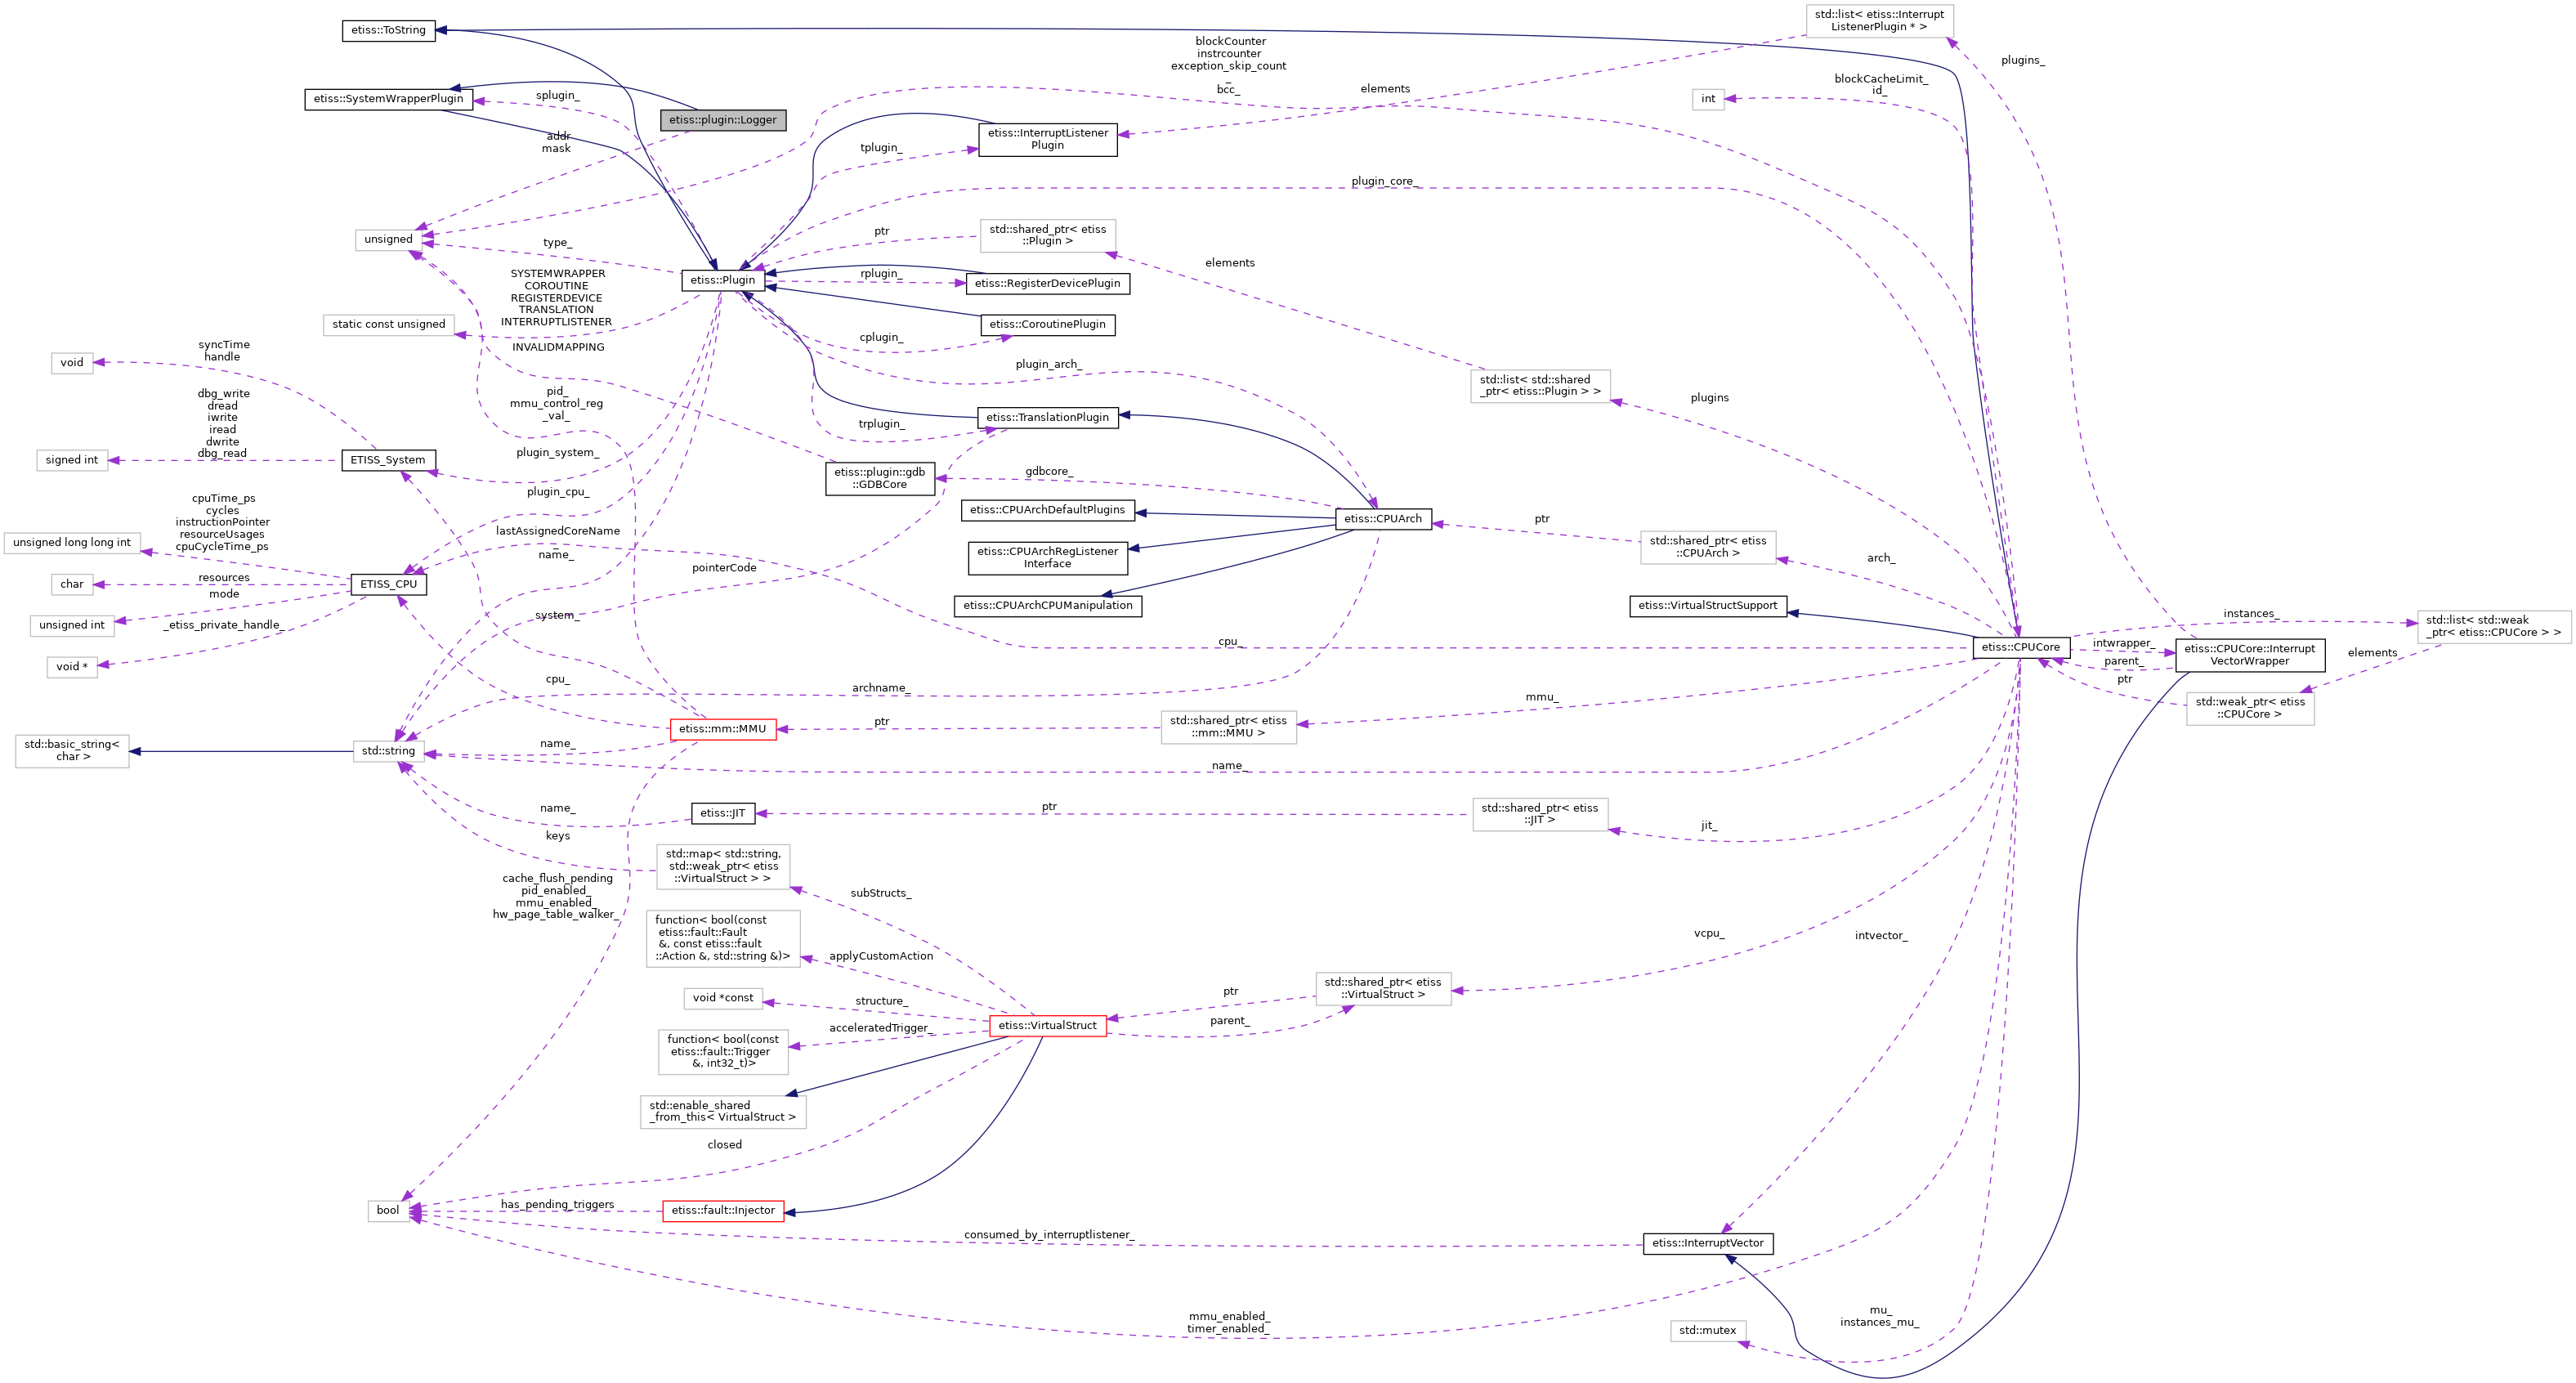 etiss::ToString
etiss::SystemWrapperPlugin
splugin_
etiss::plugin::Logger
addr
mask
blockCounter
instrcounter
exception_skip_count
_
bcc_
elements
std::list< etiss::Interrupt
ListenerPlugin * >
plugins_
blockCacheLimit_
id_
int
etiss::InterruptListener
Plugin
tplugin_
plugin_core_
unsigned
type_
ptr
std::shared_ptr< etiss
::Plugin >
elements
etiss::Plugin
rplugin_
etiss::RegisterDevicePlugin
SYSTEMWRAPPER
COROUTINE
REGISTERDEVICE
TRANSLATION
INTERRUPTLISTENER
static const unsigned
etiss::CoroutinePlugin
cplugin_
INVALIDMAPPING
syncTime
handle
void
plugin_arch_
std::list< std::shared
_ptr< etiss::Plugin > >
plugins
dbg_write
dread
iwrite
iread
dwrite
dbg_read
pid_
mmu_control_reg
_val_
etiss::TranslationPlugin
trplugin_
signed int
ETISS_System
plugin_system_
etiss::plugin::gdb
::GDBCore
gdbcore_
plugin_cpu_
cpuTime_ps
cycles
instructionPointer
resourceUsages
cpuCycleTime_ps
unsigned long long int
etiss::CPUArchDefaultPlugins
etiss::CPUArch
ptr
std::shared_ptr< etiss
::CPUArch >
arch_
lastAssignedCoreName
_
name_
etiss::CPUArchRegListener
Interface
pointerCode
char
resources
ETISS_CPU
mode
unsigned int
_etiss_private_handle_
void *
etiss::CPUArchCPUManipulation
etiss::VirtualStructSupport
system_
cpu_
etiss::CPUCore
instances_
std::list< std::weak
_ptr< etiss::CPUCore > >
intwrapper_
parent_
etiss::CPUCore::Interrupt
VectorWrapper
elements
ptr
std::weak_ptr< etiss
::CPUCore >
cpu_
archname_
mmu_
etiss::mm::MMU
ptr
std::shared_ptr< etiss
::mm::MMU >
std::basic_string<
char >
std::string
name_
name_
name_
etiss::JIT
ptr
std::shared_ptr< etiss
::JIT >
jit_
keys
std::map< std::string,
std::weak_ptr< etiss
::VirtualStruct > >
cache_flush_pending
pid_enabled_
mmu_enabled_
hw_page_table_walker_
subStructs_
function< bool(const
etiss::fault::Fault
&, const etiss::fault
::Action &, std::string &)>
applyCustomAction
vcpu_
intvector_
void *const
structure_
ptr
std::shared_ptr< etiss
::VirtualStruct >
etiss::VirtualStruct
parent_
acceleratedTrigger_
function< bool(const
etiss::fault::Trigger
&, int32_t)>
std::enable_shared
_from_this< VirtualStruct >
closed
bool
has_pending_triggers
etiss::fault::Injector
consumed_by_interruptlistener_
etiss::InterruptVector
mmu_enabled_
timer_enabled_
mu_
instances_mu_
std::mutex